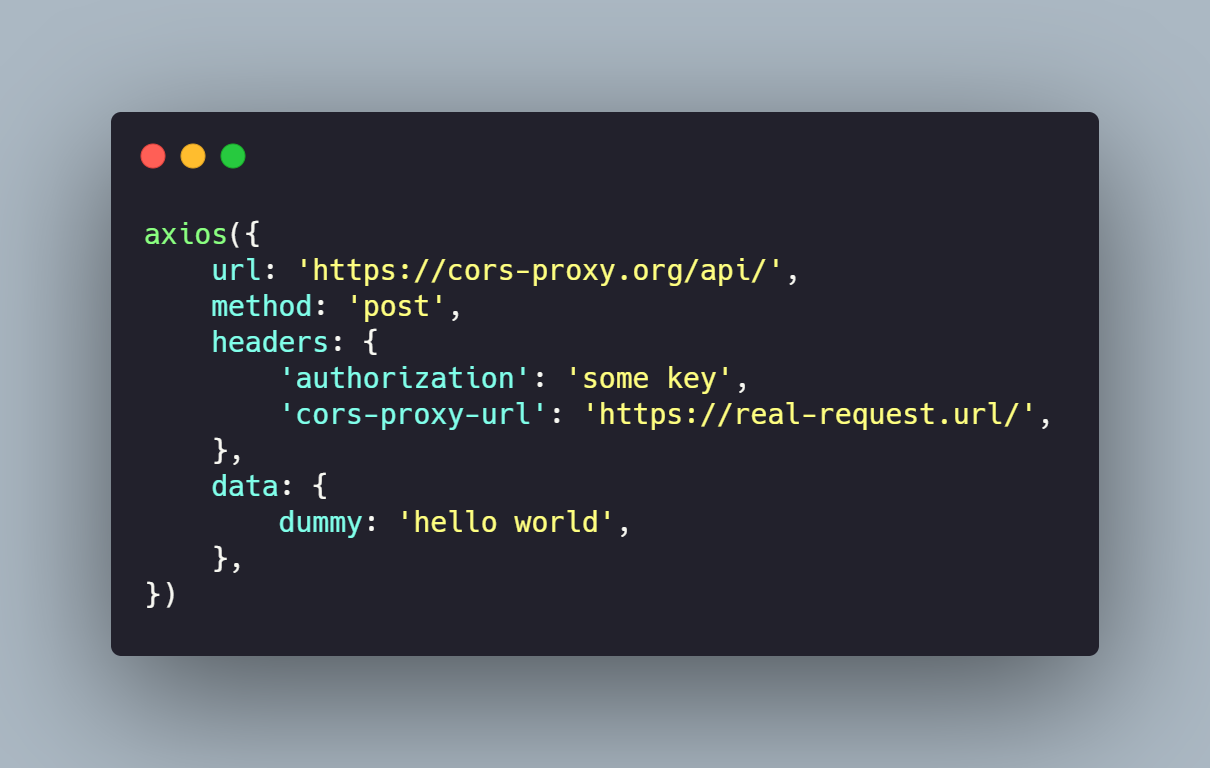 axios({
    url: 'https://cors-proxy.org/api/',
    method: 'post',
    headers: {
        'authorization': 'some key',
        'cors-proxy-url': 'https://real-request.url/',
    },
    data: {
        dummy: 'hello world',
    },
})